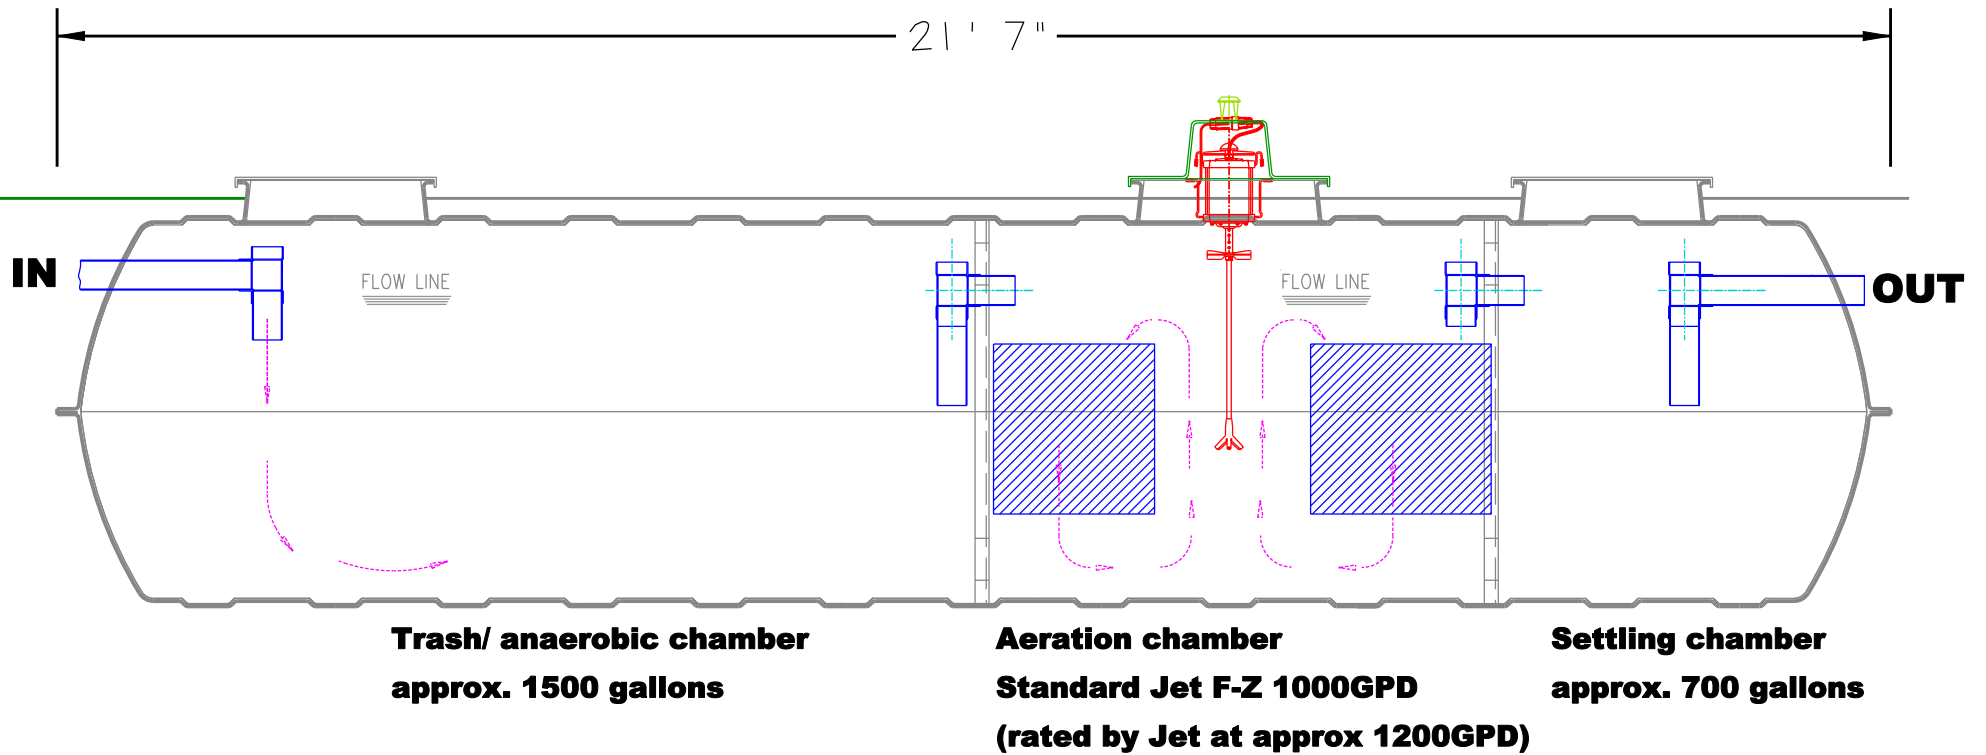 21' 7"
IN
FLOW LINE
FLOW LINE
OUT
Trash/ anaerobic chamber
approx. 1500 gallons
Aeration chamber
Standard Jet F-Z 1000GPD
(rated by Jet at approx 1200GPD)
Settling chamber
approx. 700 gallons